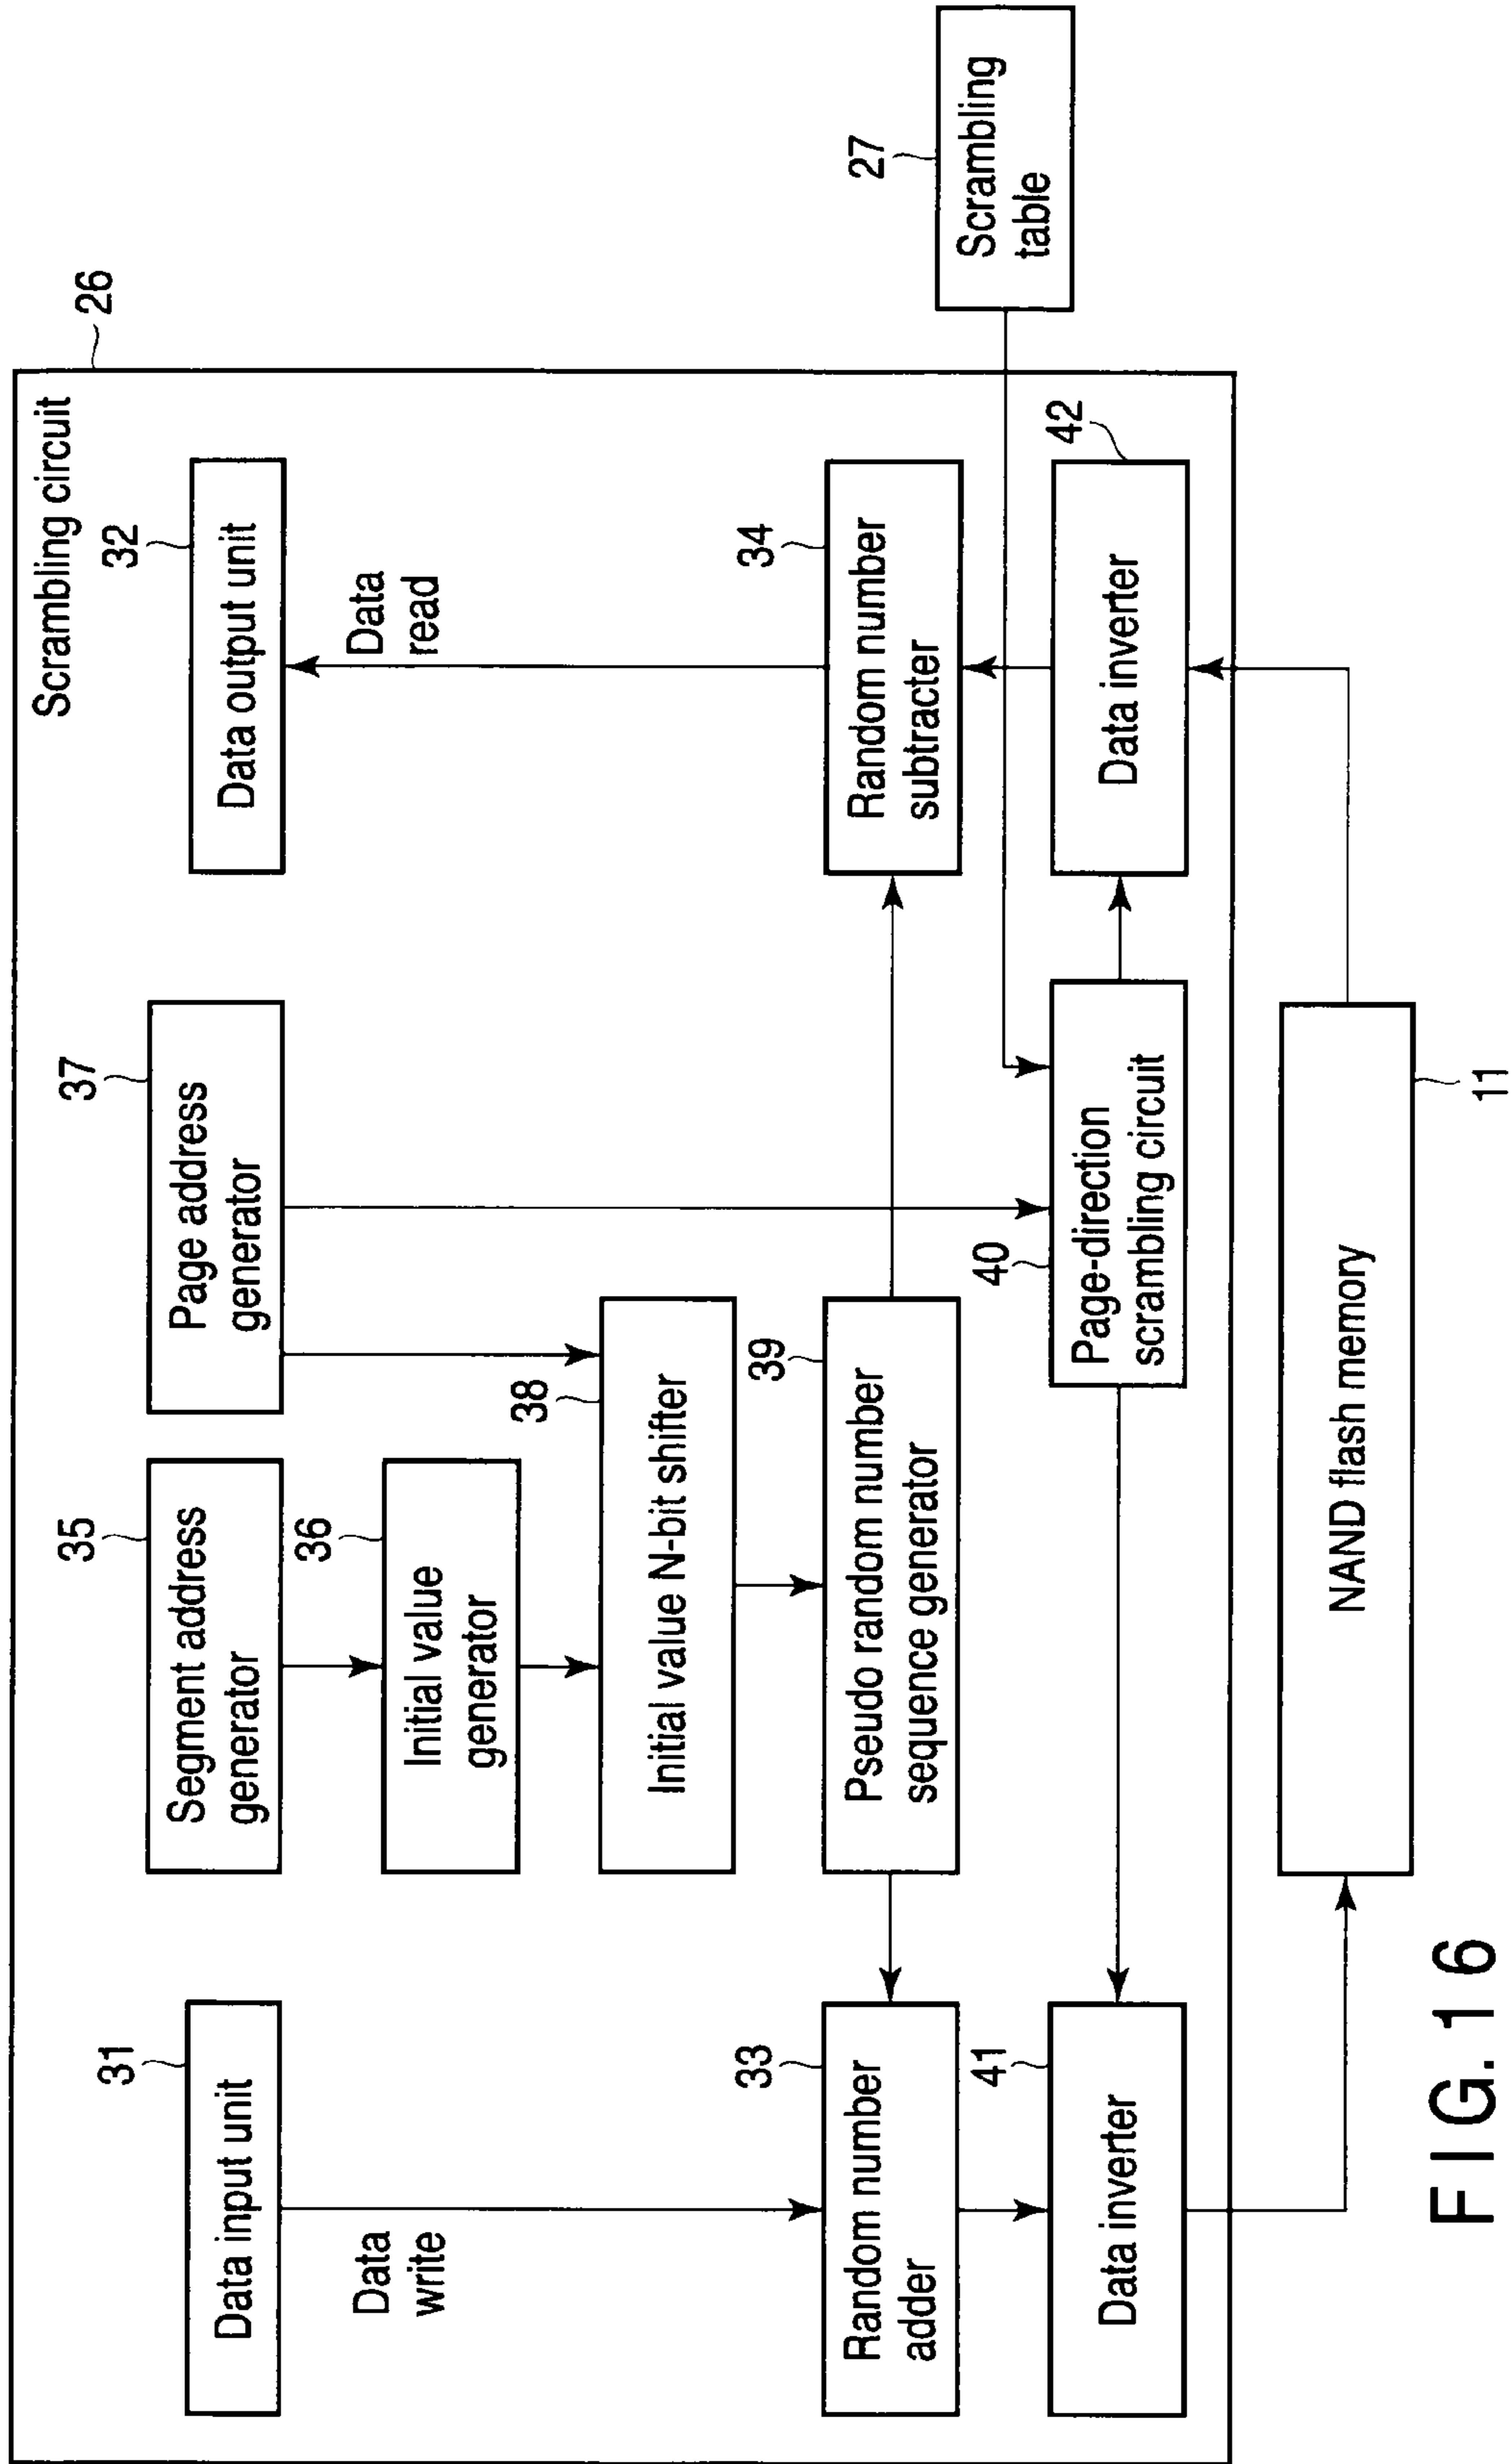 Scrambling circuit
26
31
Data input unit
Data
write
35
Segment address
generator
37
Page address
generator
32
Data output unit
Data
read
36
Initial value
generator
38
Initial value N-bit shifter
33
Random number
adder
39
Pseudo random number
sequence generator
34
Random number
subtracter
27
Scrambling
table
41
Data inverter
40
Page-direction
scrambling circuit
42
Data inverter
NAND flash memory
11
FIG. 16